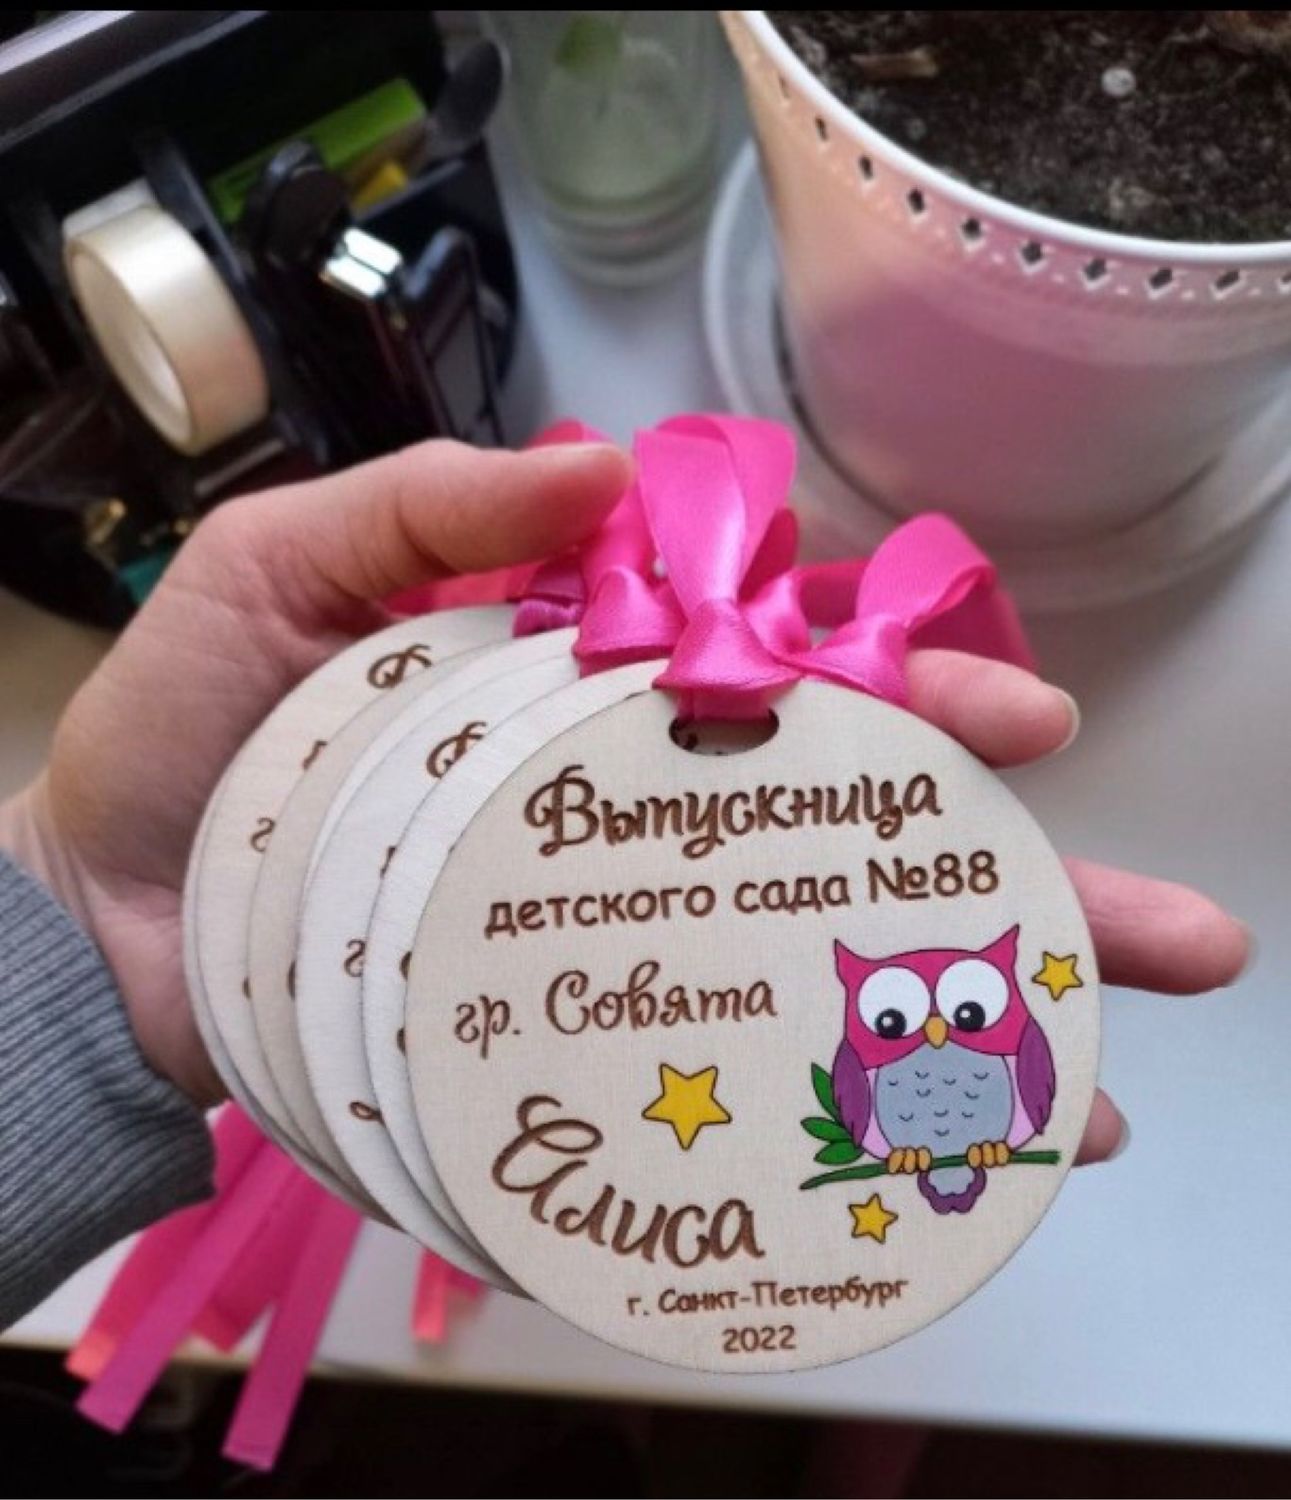 Выпускница
детского сада №88
гр. Совята
Алиса
г. Санкт-Петербург
2022